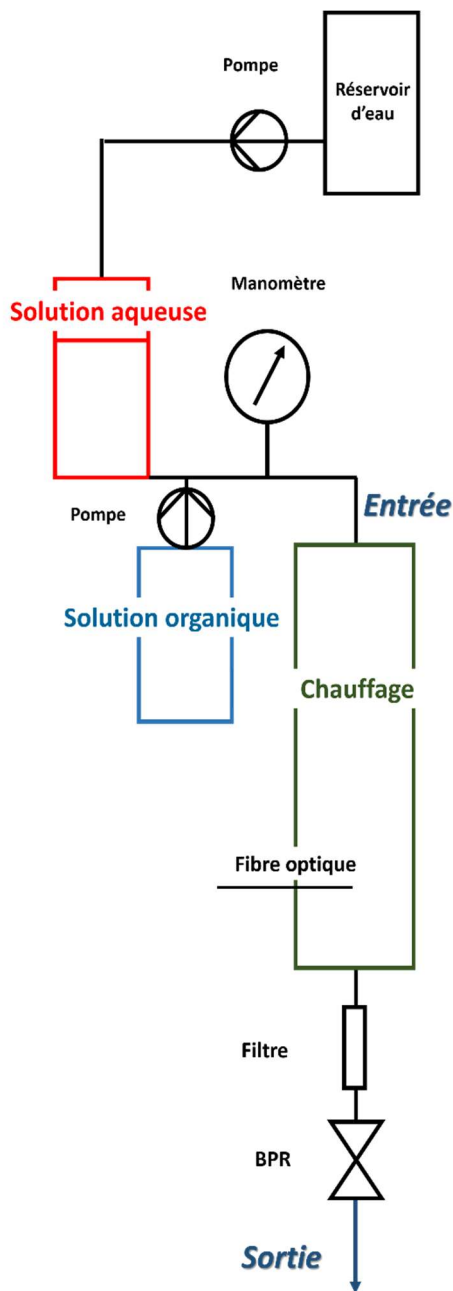 Pompe
Réservoir
d'eau
Solution aqueuse
Manomètre
Pompe
Entrée
Solution organique
Chauffage
Fibre optique
Filtre
BPR
Sortie